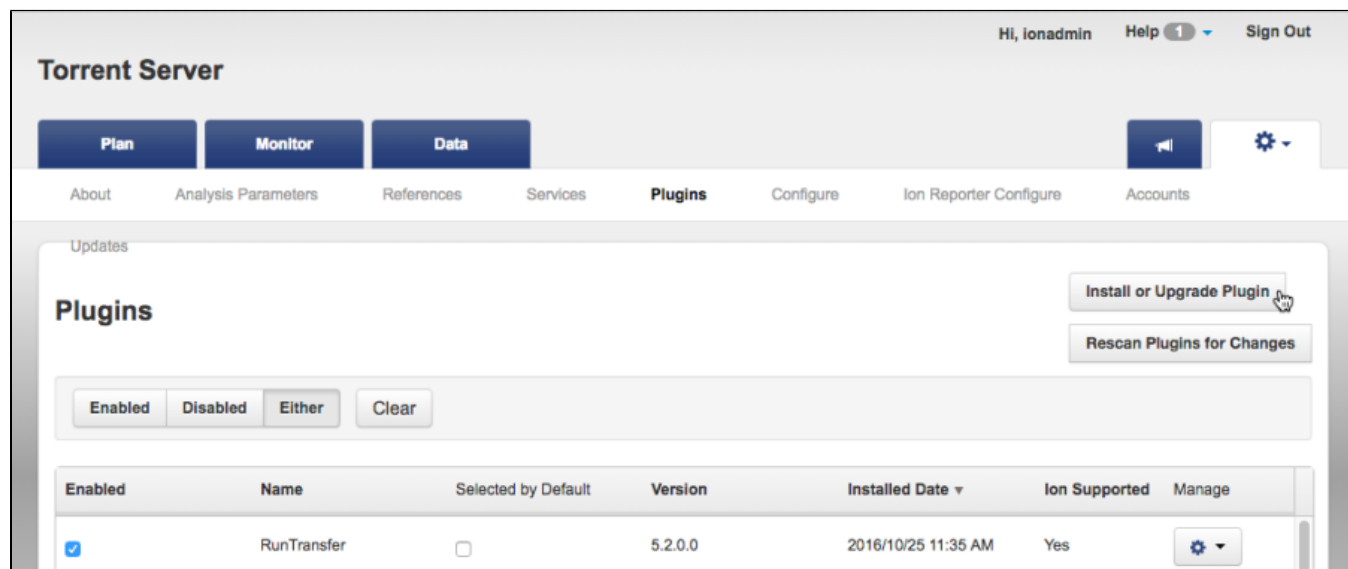 Hi, ionadmin Help 1 Sign Out
Torrent Server
Plan Monitor Data
About Analysis Parameters References Services Plugins Configure Ion Reporter Configure Accounts
Updates
Install or Upgrade Plugin
Plugins
Rescan Plugins for Changes
Enabled Disabled Either Clear
Enabled Name Selected by Default Version Installed Date Ion Supported Manage
RunTransfer 5.2.0.0 2016/10/25 11:35 AM Yes